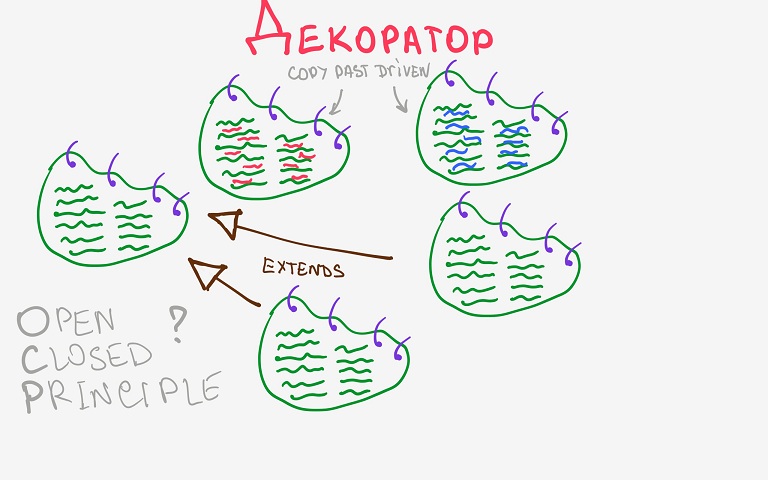 ДЕКОРАТОР
COPY PAST DRIVEN
EXTENDS
OPEN ?
CLOSED
PRINCIPLE